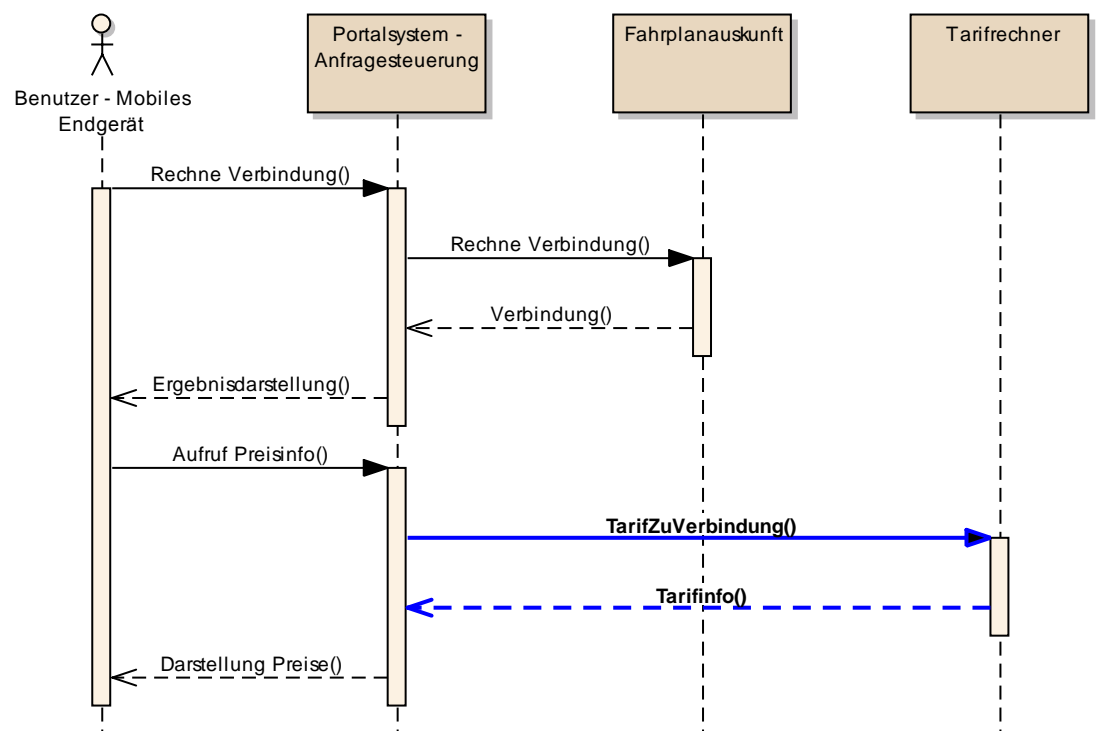 Benutzer - Mobiles
Endgerät
Portalsystem -
Anfragesteuerung
Fahrplanauskunft
Tarifrechner
Rechne Verbindung()
Rechne Verbindung()
Verbindung()
Ergebnisdarstellung()
Aufruf Preisinfo()
TarifZuVerbindung()
Tarifinfo()
Darstellung Preise()